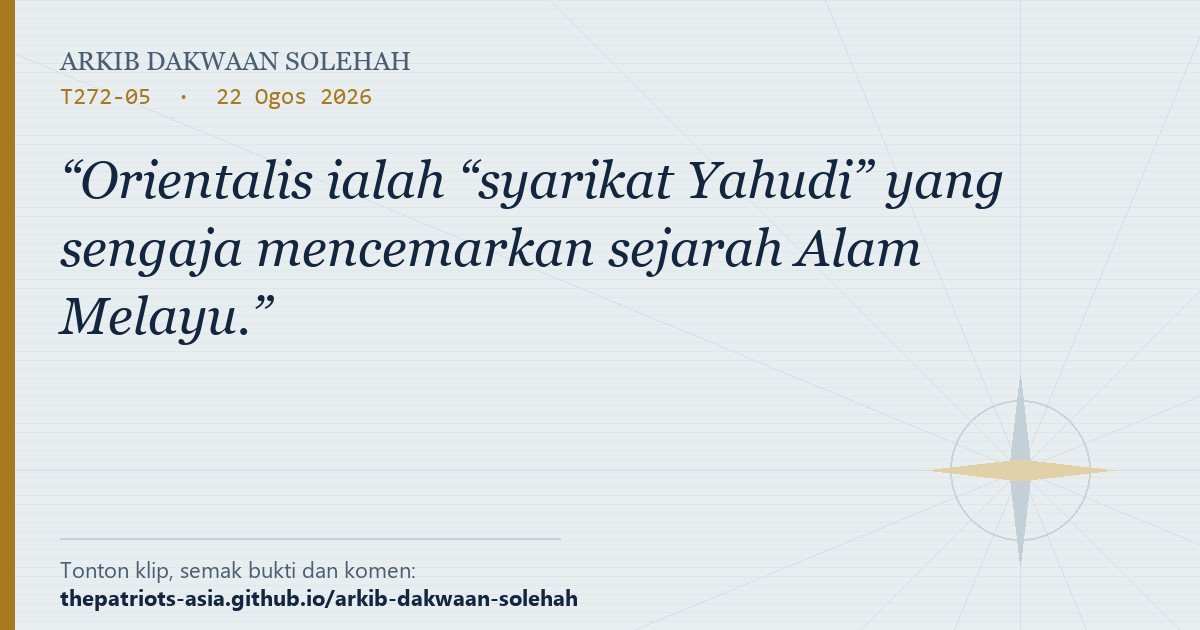 ARKIB DAKWAAN SOLEHAH
T272-05 · 22 Ogos 2026
“Orientalis ialah “syarikat Yahudi” yang
sengaja mencemarkan sejarah Alam
Melayu.”
Tonton klip, semak bukti dan komen:
thepatriots-asia.github.io/arkib-dakwaan-solehah